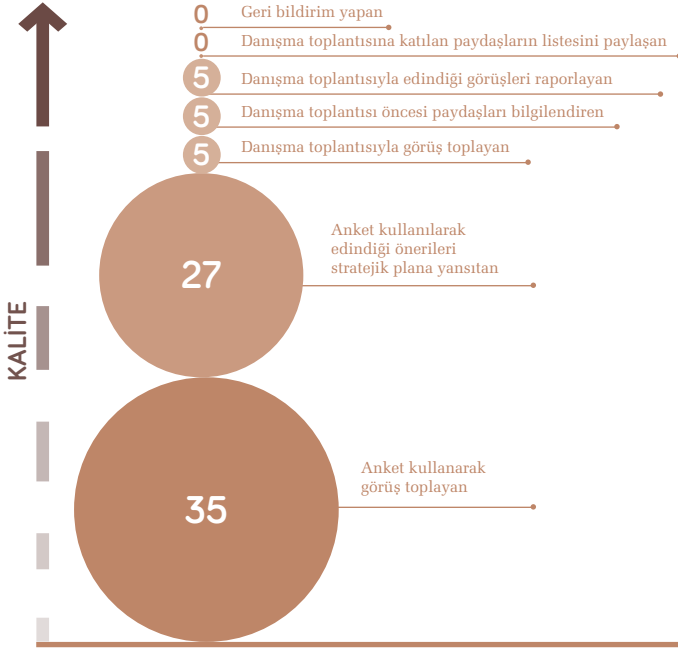 0
Geri bildirim yapan
0
Danışma toplantısına katılan paydaşların listesini paylaşan
5
Danışma toplantısıyla edindiği görüşleri raporlayan
5
Danışma toplantısı öncesi paydaşları bilgilendiren
5
Danışma toplantısıyla görüş toplayan
27
Anket kullanılarak
edindiği önerileri
stratejik plana yansıtan
KALİTE
35
Anket kullanarak
görüş toplayan